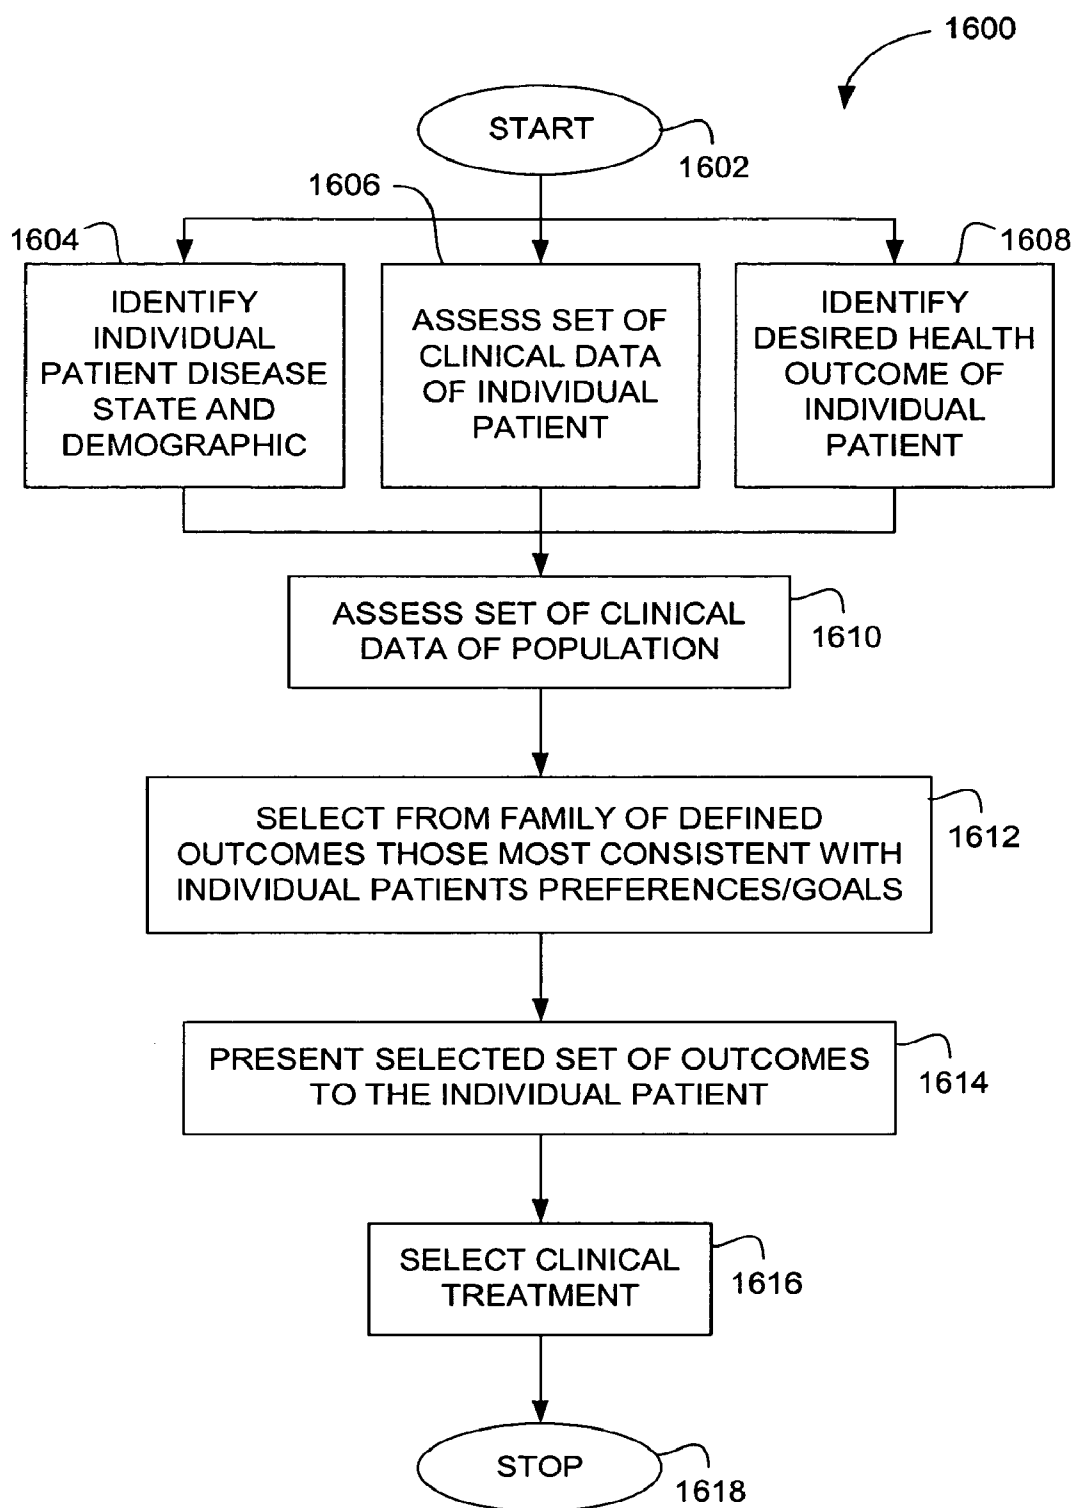 1600
START
1602
1606
1604
1608
IDENTIFY
INDIVIDUAL
PATIENT DISEASE
STATE AND
DEMOGRAPHIC
ASSESS SET OF
CLINICAL DATA
OF INDIVIDUAL
PATIENT
IDENTIFY
DESIRED HEALTH
OUTCOME OF
INDIVIDUAL
PATIENT
ASSESS SET OF CLINICAL
DATA OF POPULATION
1610
SELECT FROM FAMILY OF DEFINED
OUTCOMES THOSE MOST CONSISTENT WITH
INDIVIDUAL PATIENTS PREFERENCES/GOALS
1612
PRESENT SELECTED SET OF OUTCOMES
TO THE INDIVIDUAL PATIENT
1614
SELECT CLINICAL
TREATMENT
1616
STOP
1618